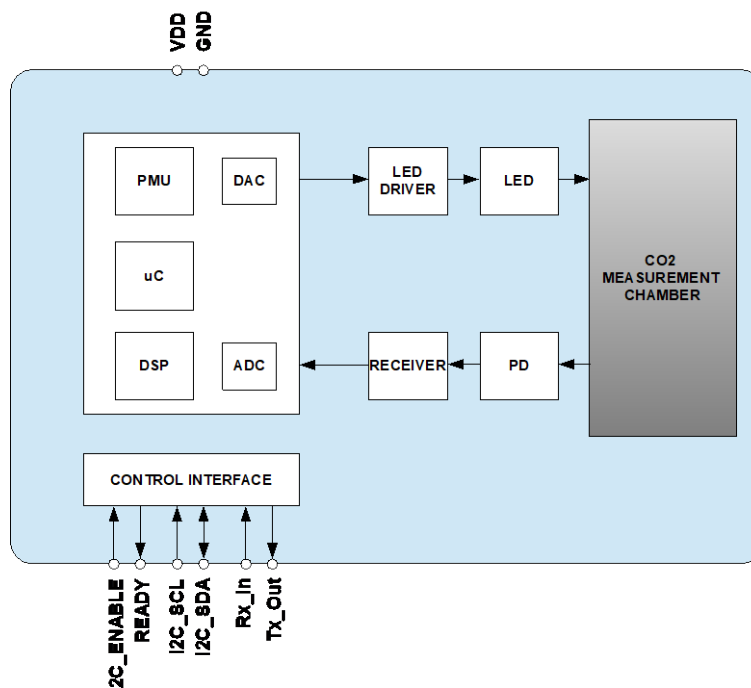 VDD
GND
PMU
DAC
LED
DRIVER
LED
uC
CO2
MEASUREMENT
CHAMBER
DSP
ADC
RECEIVER
PD
CONTROL INTERFACE
2C_ENABLE
READY
I2C_SCL
I2C_SDA
Rx_In
Tx_Out